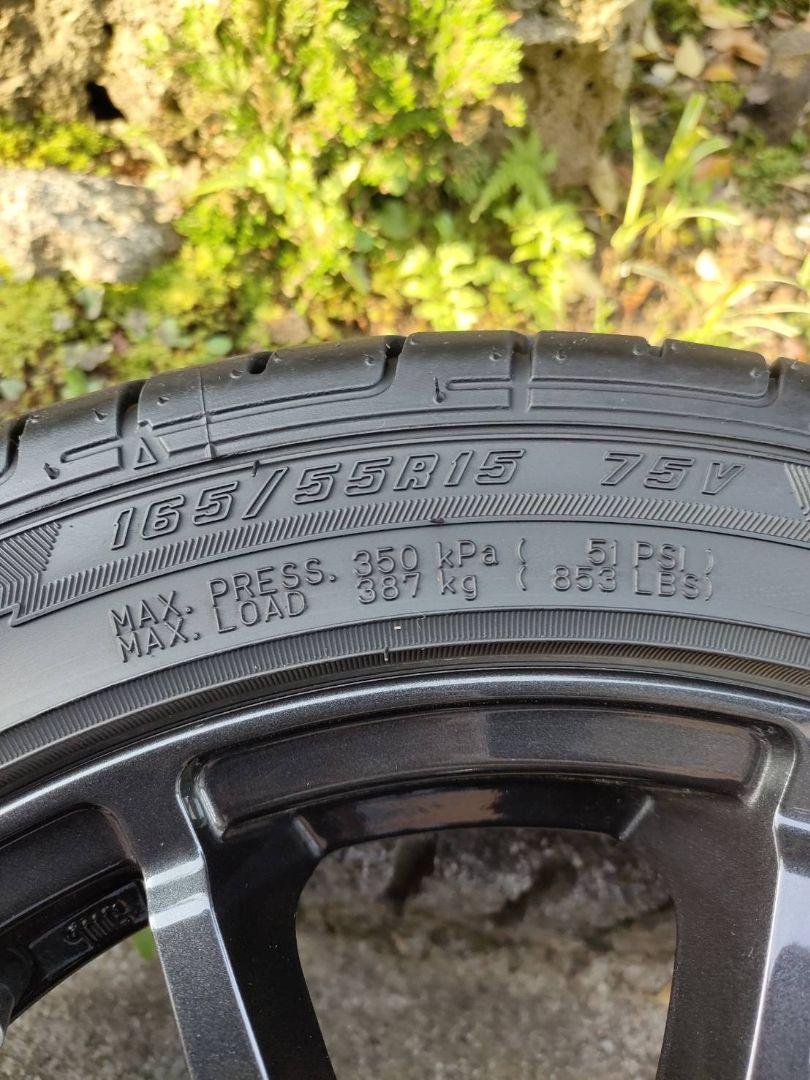 165/55R15 75V
MAX. PRESS. 350 kPa ( 51 PSI )
MAX. LOAD 387 kg ( 853 LBS)